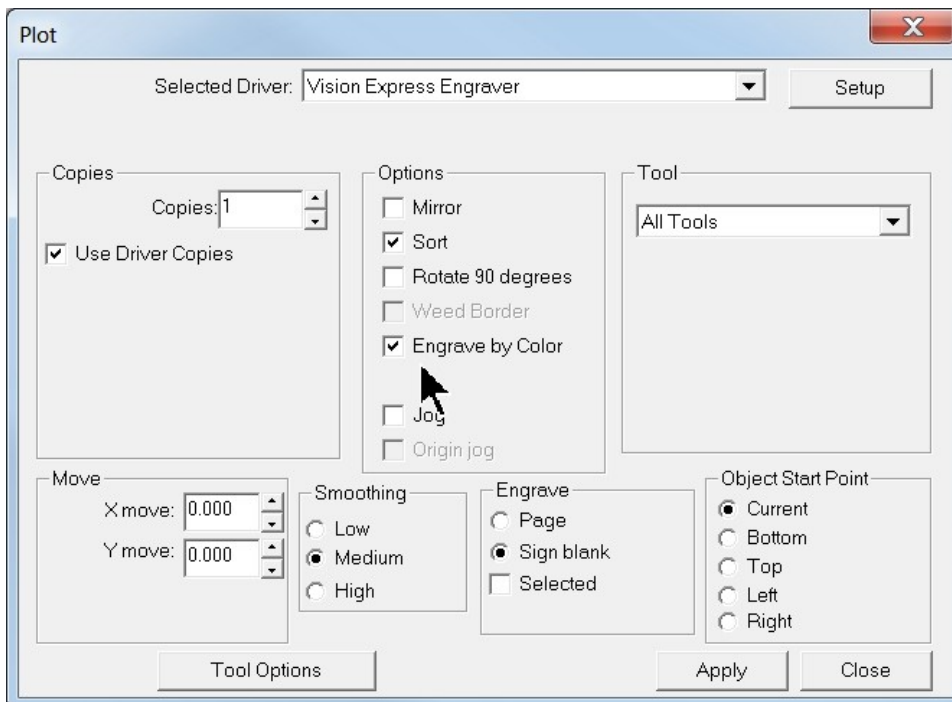 Plot
Selected Driver: Vision Express Engraver
Setup
Copies
Copies: 1
Use Driver Copies
Options
Mirror
Sort
Rotate 90 degrees
Weed Border
Engrave by Color
Jog
Origin jog
Tool
All Tools
Move
X move: 0.000
Y move: 0.000
Smoothing
Low
Medium
High
Engrave
Page
Sign blank
Selected
Object Start Point
Current
Bottom
Top
Left
Right
Tool Options
Apply
Close